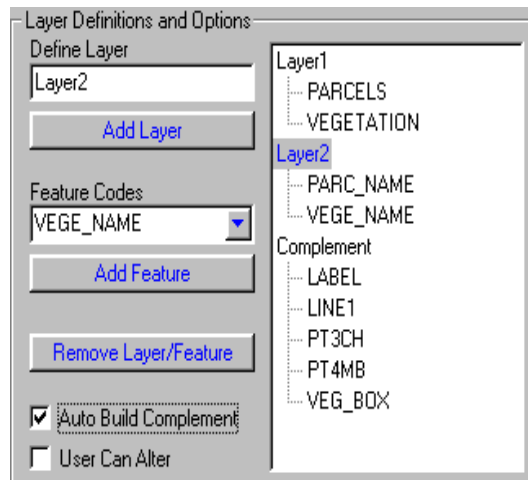 Layer Definitions and Options
Define Layer
Layer2
Add Layer
Feature Codes
VEGE_NAME
Add Feature
Remove Layer/Feature
Auto Build Complement
User Can Alter
Layer1
PARCELS
VEGETATION
Layer2
PARC_NAME
VEGE_NAME
Complement
LABEL
LINE1
PT3CH
PT4MB
VEG_BOX